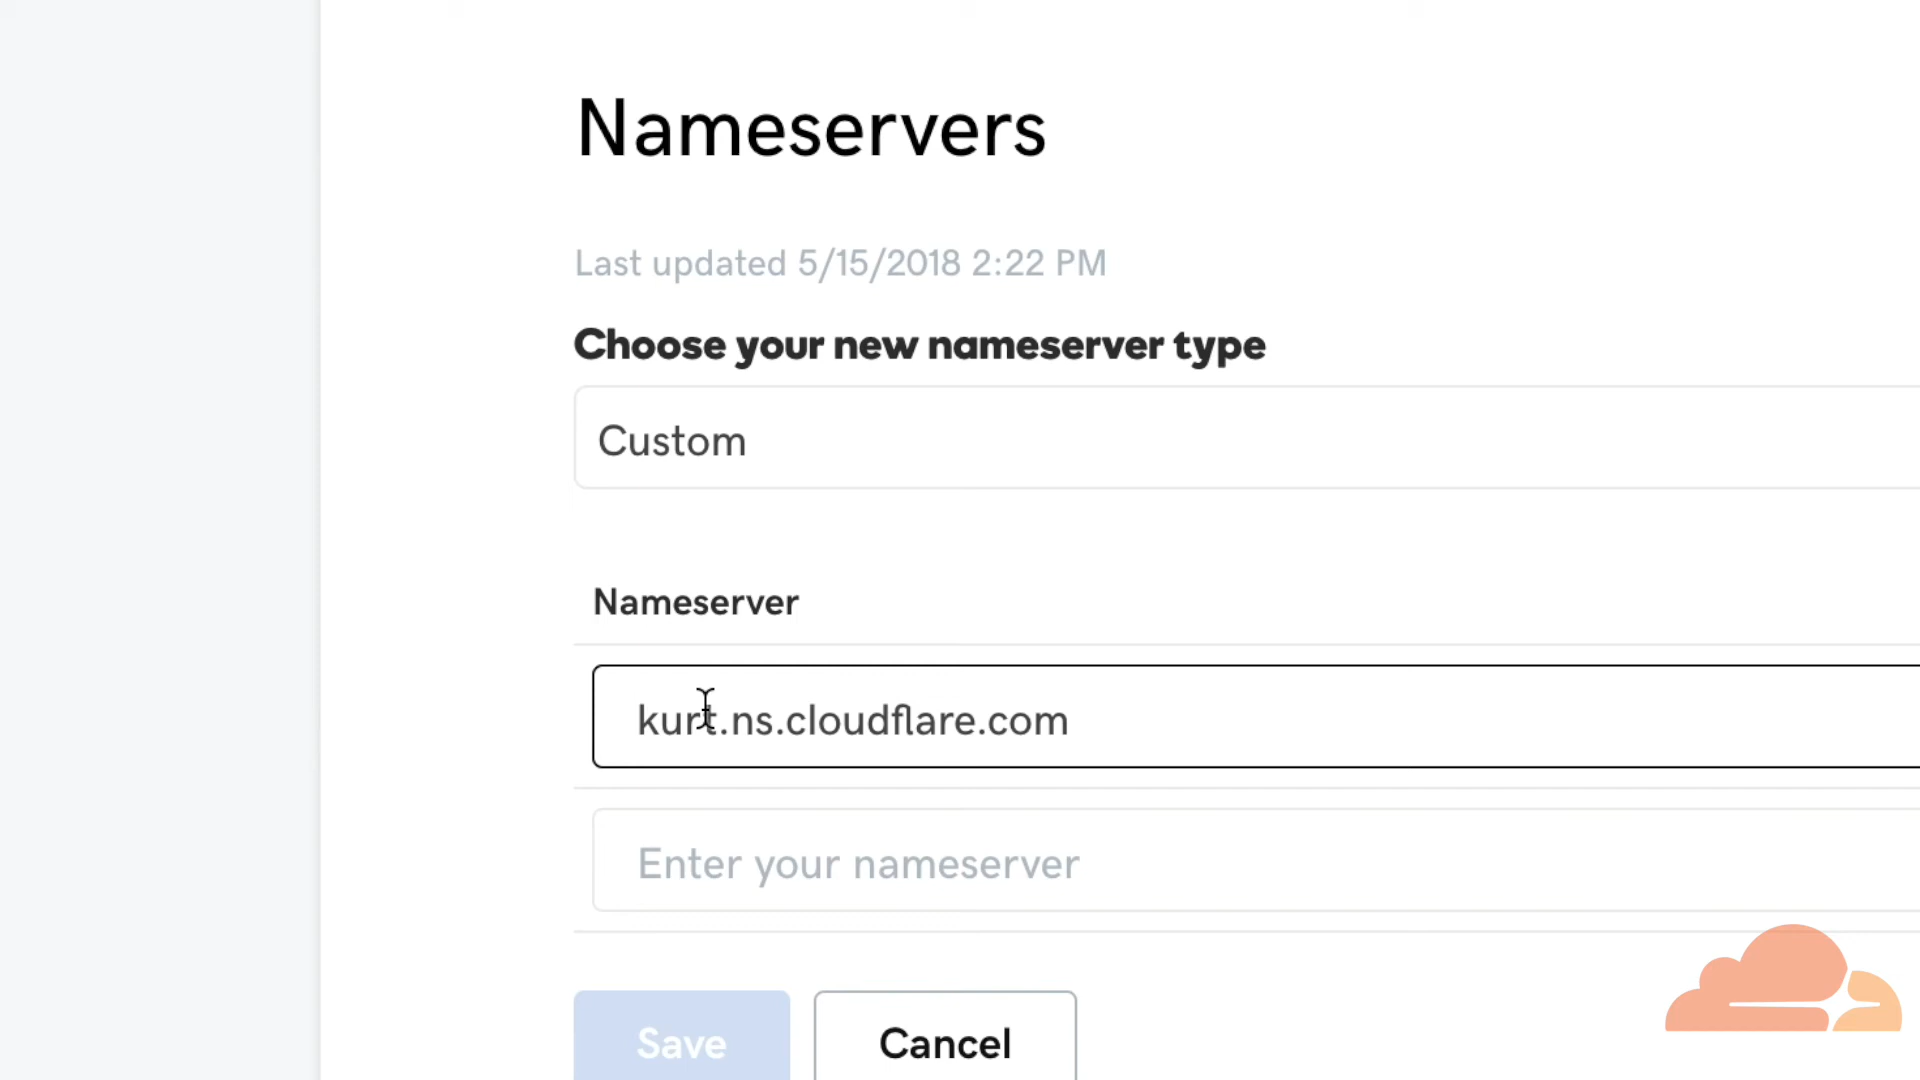 Nameservers
Last updated 5/15/2018 2:22 PM
Choose your new nameserver type
Custom
Nameserver
kurt.ns.cloudflare.com
Enter your nameserver
Save
Cancel